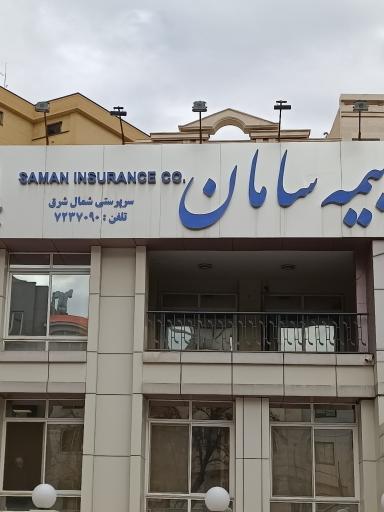 SAMAN INSURANCE CO.
بیمه سامان
سرپرستی شمال شرق
تلفن : ۷۲۳۷۰۹۰